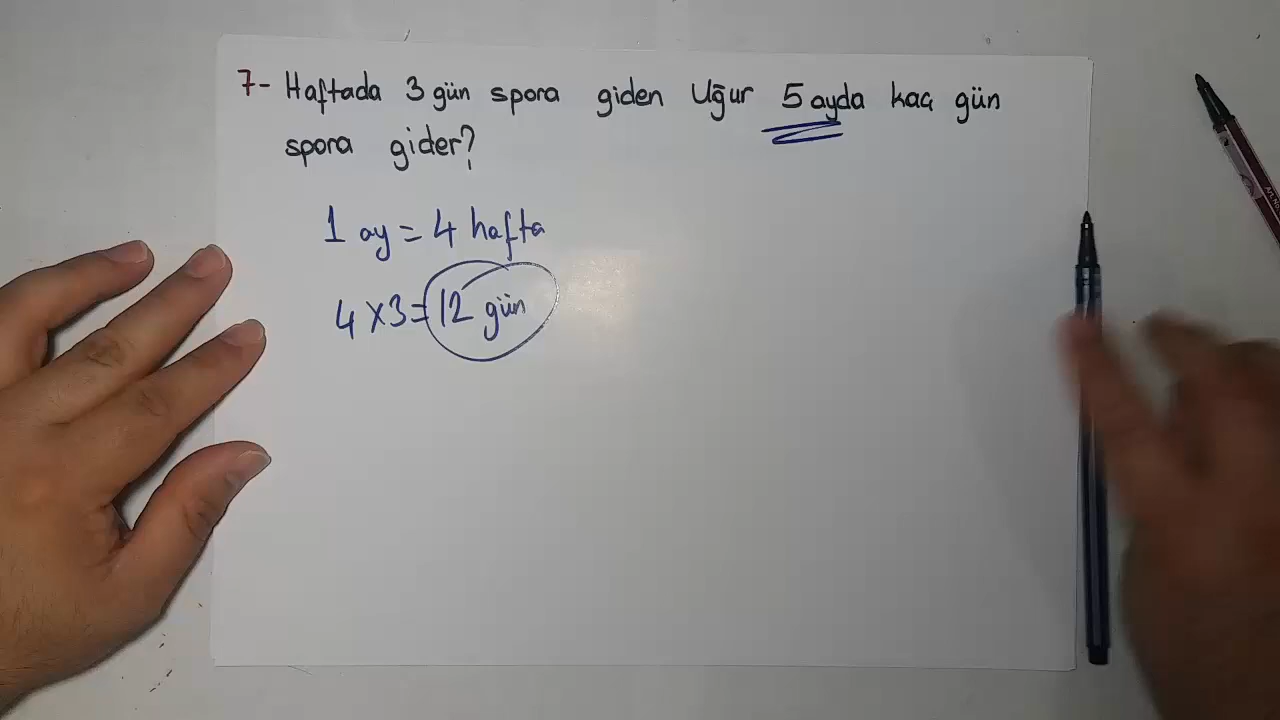 7- Haftada 3 gün spora giden Uğur 5 ayda kaç gün
spora gider?
1 ay = 4 hafta
4 x 3 = 12 gün